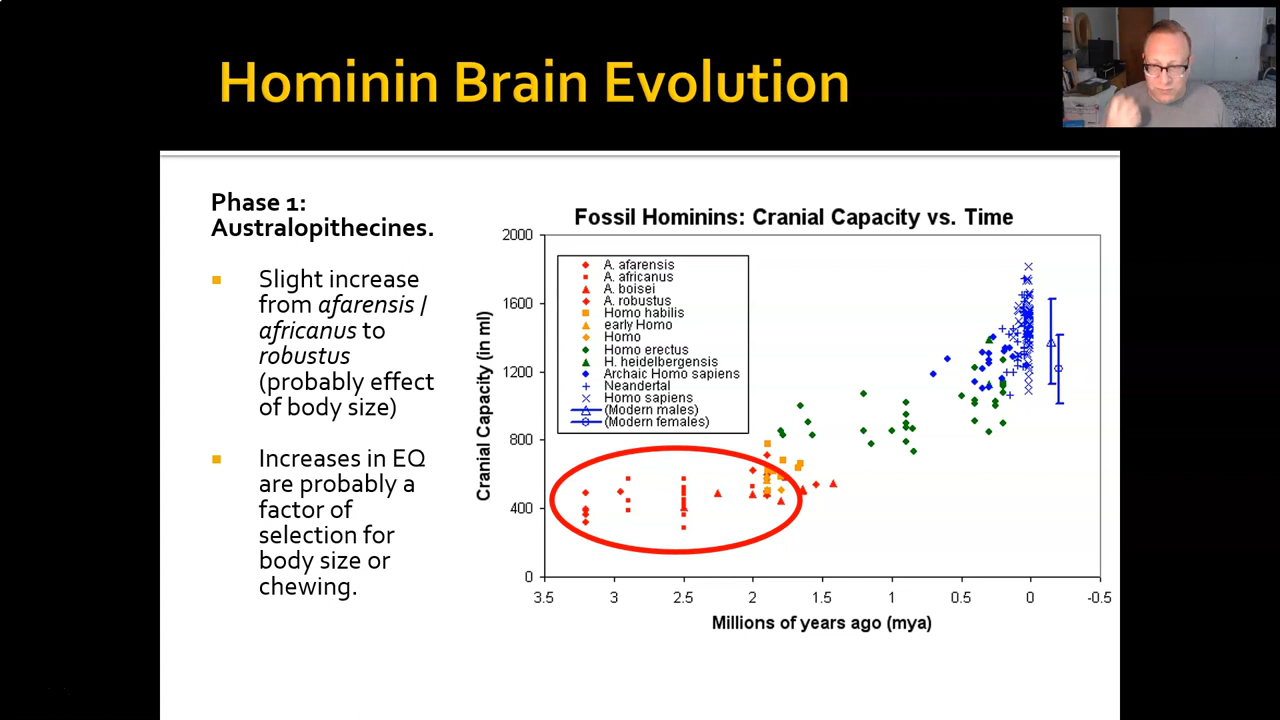 Hominin Brain Evolution
Phase 1:
Australopithecines.
Slight increase
from afarensis /
africanus to
robustus
(probably effect
of body size)
Increases in EQ
are probably a
factor of
selection for
body size or
chewing.
Fossil Hominins: Cranial Capacity vs. Time
Cranial Capacity (in ml)
2000
1600
1200
800
400
0
A. afarensis
A. africanus
A. boisei
A. robustus
Homo habilis
early Homo
Homo
Homo erectus
H. heidelbergensis
Archaic Homo sapiens
Neandertal
Homo sapiens
(Modern males)
(Modern females)
3.5 3 2.5 2 1.5 1 0.5 0 -0.5
Millions of years ago (mya)